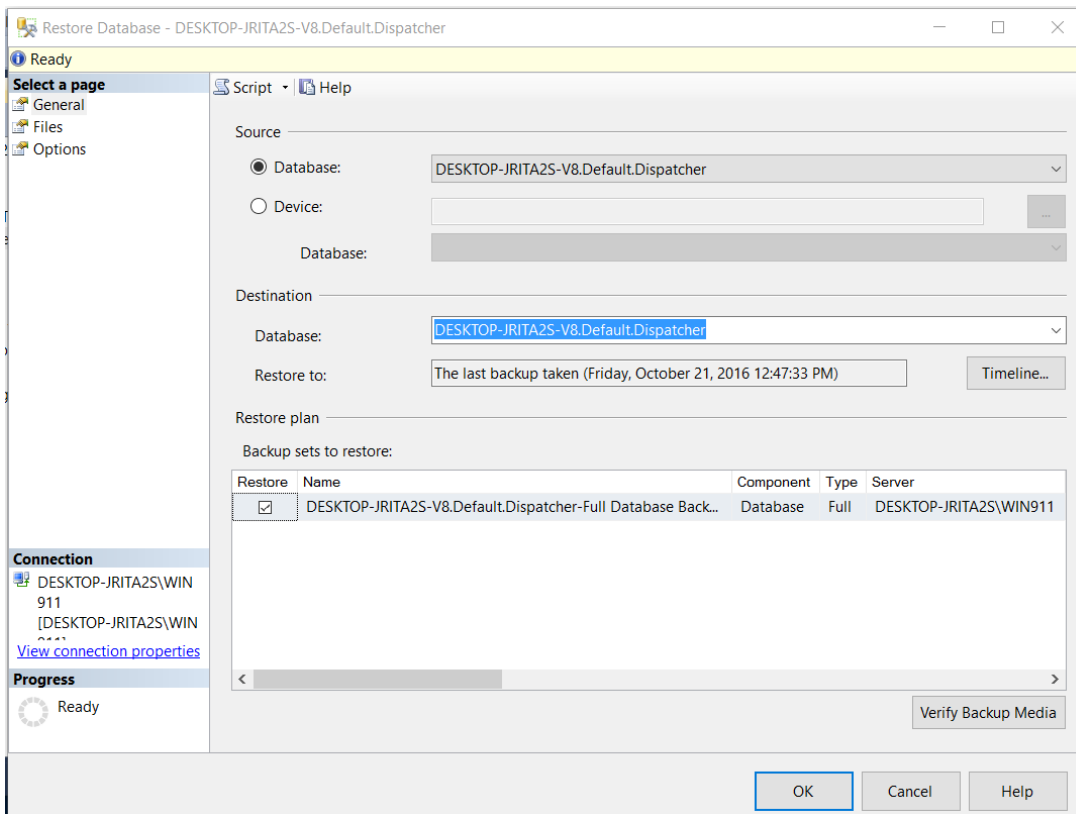 Restore Database - DESKTOP-JRITA2S-V8.Default.Dispatcher
Ready
Select a page
General
Files
Options
Script
Help
Source
Database:
DESKTOP-JRITA2S-V8.Default.Dispatcher
Device:
...
Database:
Destination
Database:
DESKTOP-JRITA2S-V8.Default.Dispatcher
Restore to:
The last backup taken (Friday, October 21, 2016 12:47:33 PM)
Timeline...
Restore plan
Backup sets to restore:
Restore Name Component Type Server
DESKTOP-JRITA2S-V8.Default.Dispatcher-Full Database Back... Database Full DESKTOP-JRITA2S\WIN911
Connection
DESKTOP-JRITA2S\WIN
911
[DESKTOP-JRITA2S\WIN
View connection properties
Progress
Ready
Verify Backup Media
OK
Cancel
Help